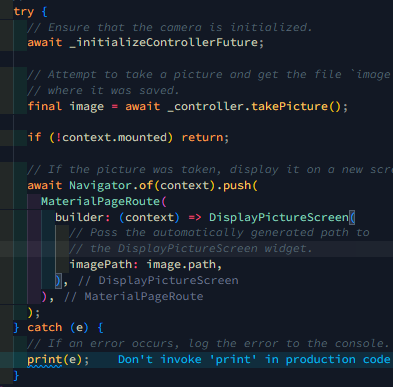 try {
// Ensure that the camera is initialized.
await _initializeControllerFuture;
// Attempt to take a picture and get the file `image
// where it was saved.
final image = await _controller.takePicture();
if (!context.mounted) return;
// If the picture was taken, display it on a new scre
await Navigator.of(context).push(
MaterialPageRoute(
builder: (context) => DisplayPictureScreen(
// Pass the automatically generated path to
// the DisplayPictureScreen widget.
imagePath: image.path,
), // DisplayPictureScreen
), // MaterialPageRoute
);
} catch (e) {
// If an error occurs, log the error to the console.
print(e); Don't invoke 'print' in production code
}